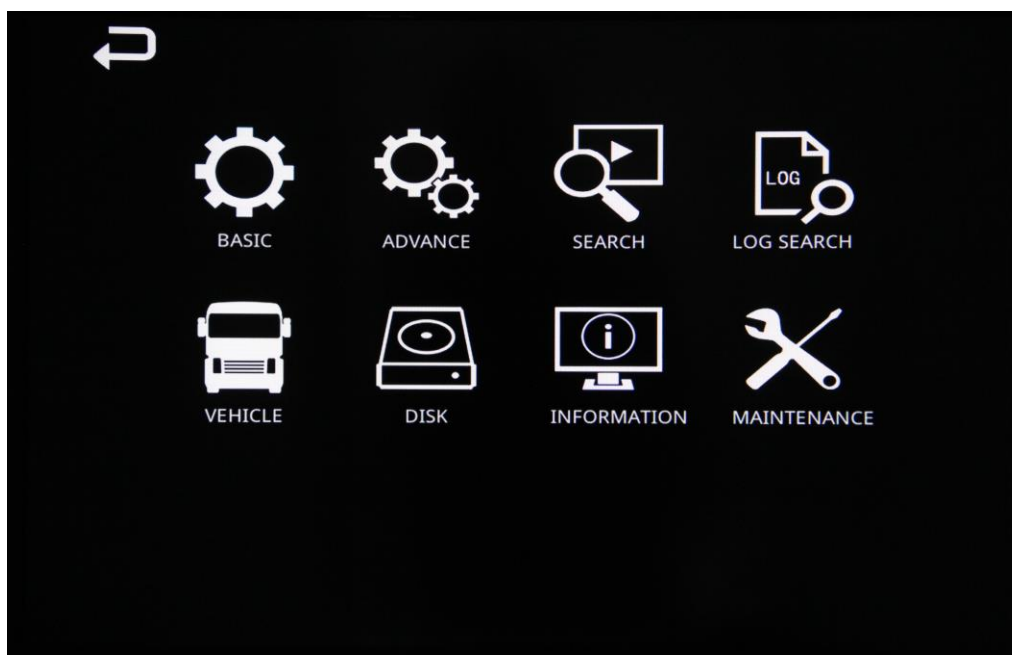 BASIC
ADVANCE
SEARCH
LOG
LOG SEARCH
VEHICLE
DISK
INFORMATION
MAINTENANCE